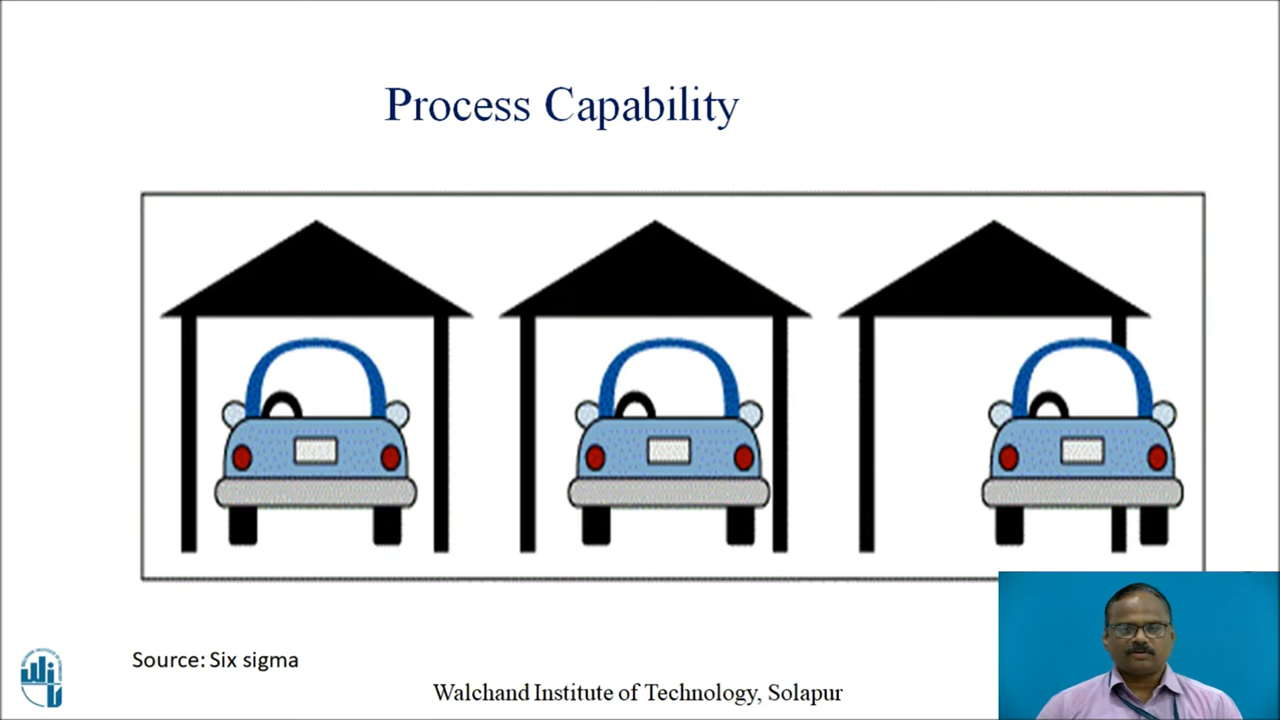 Process Capability
Source: Six sigma
Walchand Institute of Technology, Solapur